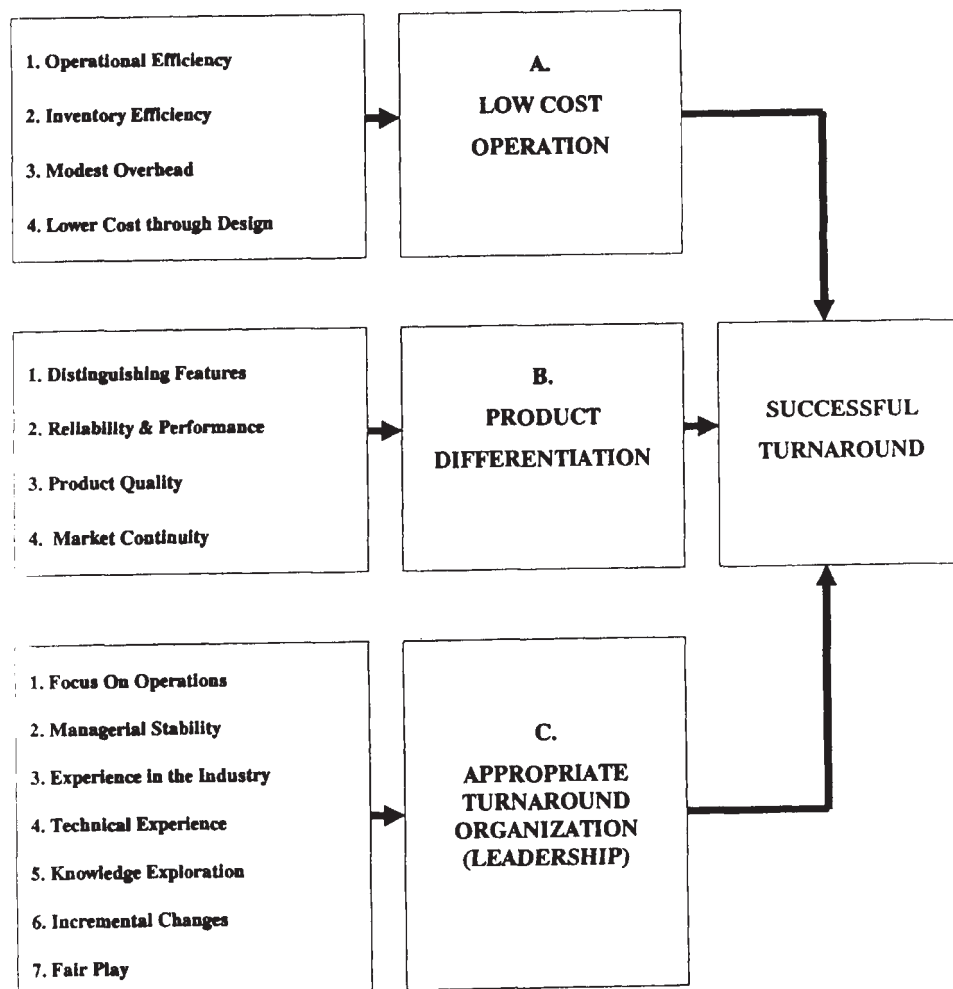 1. Operational Efficiency
2. Inventory Efficiency
3. Modest Overhead
4. Lower Cost through Design
A.
LOW COST
OPERATION
1. Distinguishing Features
2. Reliability & Performance
3. Product Quality
4. Market Continuity
B.
PRODUCT
DIFFERENTIATION
SUCCESSFUL
TURNAROUND
1. Focus On Operations
2. Managerial Stability
3. Experience in the Industry
4. Technical Experience
5. Knowledge Exploration
6. Incremental Changes
7. Fair Play
C.
APPROPRIATE
TURNAROUND
ORGANIZATION
(LEADERSHIP)